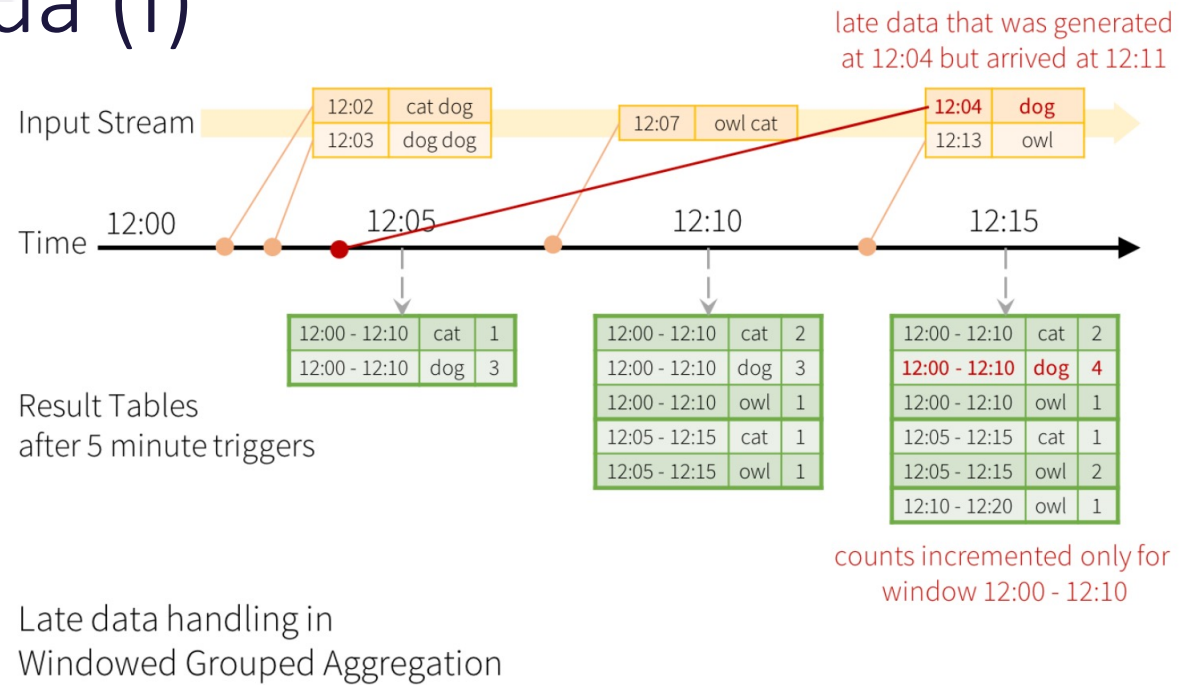 da (I)
late data that was generated
at 12:04 but arrived at 12:11
Input Stream
12:02 cat dog
12:03 dog dog
12:07 owl cat
12:04 dog
12:13 owl
Time
12:00
12:05
12:10
12:15
12:00 - 12:10 cat 1
12:00 - 12:10 dog 3
12:00 - 12:10 cat 2
12:00 - 12:10 dog 3
12:00 - 12:10 owl 1
12:05 - 12:15 cat 1
12:05 - 12:15 owl 1
12:00 - 12:10 cat 2
12:00 - 12:10 dog 4
12:00 - 12:10 owl 1
12:05 - 12:15 cat 1
12:05 - 12:15 owl 2
12:10 - 12:20 owl 1
Result Tables
after 5 minute triggers
counts incremented only for
window 12:00 - 12:10
Late data handling in
Windowed Grouped Aggregation